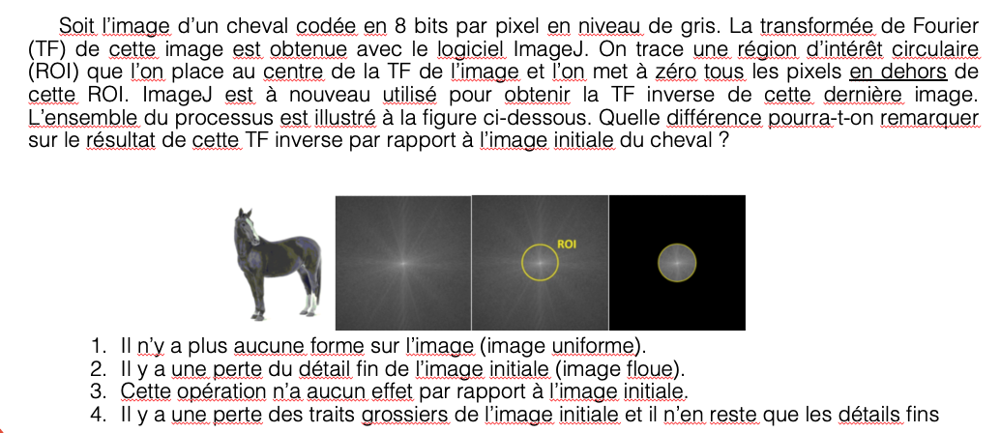 Soit l'image d'un cheval codée en 8 bits par pixel en niveau de gris. La transformée de Fourier
(TF) de cette image est obtenue avec le logiciel ImageJ. On trace une région d'intérêt circulaire
(ROI) que l'on place au centre de la TF de l'image et l'on met à zéro tous les pixels en dehors de
cette ROI. ImageJ est à nouveau utilisé pour obtenir la TF inverse de cette dernière image.
L'ensemble du processus est illustré à la figure ci-dessous. Quelle différence pourra-t-on remarquer
sur le résultat de cette TF inverse par rapport à l'image initiale du cheval ?
ROI
1. Il n'y a plus aucune forme sur l'image (image uniforme).
2. Il y a une perte du détail fin de l'image initiale (image floue).
3. Cette opération n'a aucun effet par rapport à l'image initiale.
4. Il y a une perte des traits grossiers de l'image initiale et il n'en reste que les détails fins